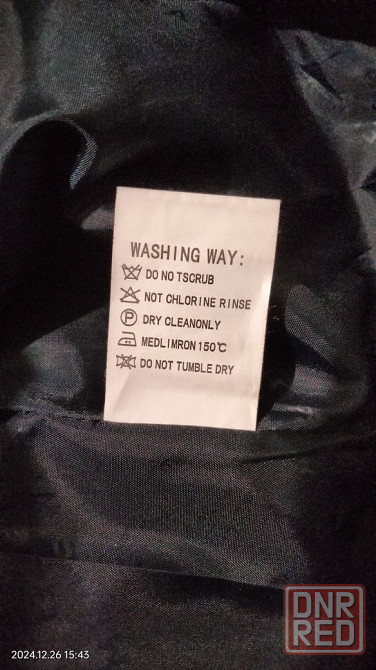 WASHING WAY:
DO NO TSCRUB
NOT CHLORINE RINSE
P DRY CLEANONLY
MEDLIMRON 150℃
DO NOT TUMBLE DRY
2024.12.26 15:43
DNR
RED